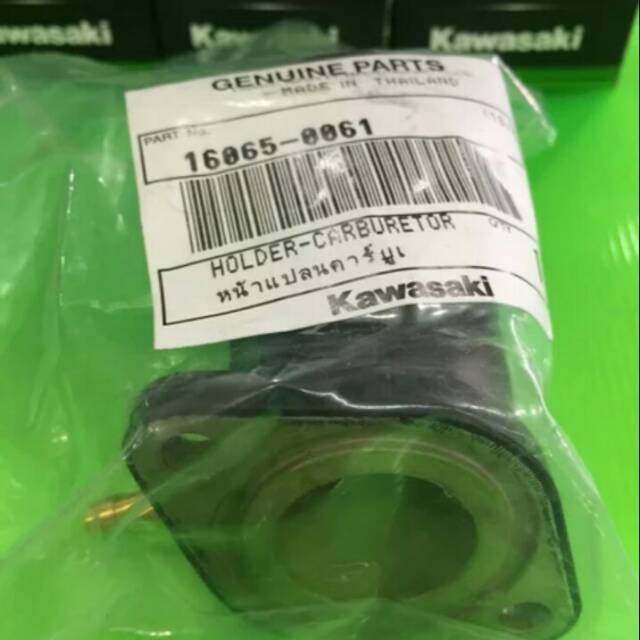 Kawasaki
Kawasaki
Kawasaki
GENUINE PARTS
MADE IN THAILAND
PART No.
16065-0061
HOLDER-CARBURETOR
หน้าแปลนคาร์บูเ
Kawasaki